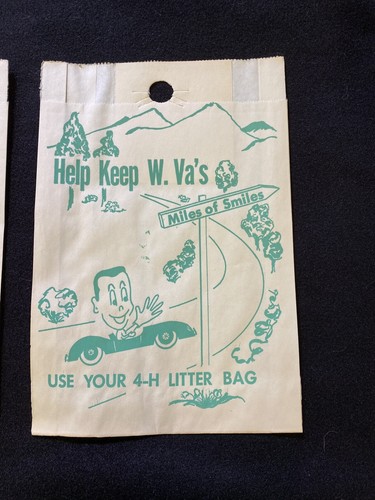 Help Keep W. Va's
Miles of Smiles
USE YOUR 4-H LITTER BAG